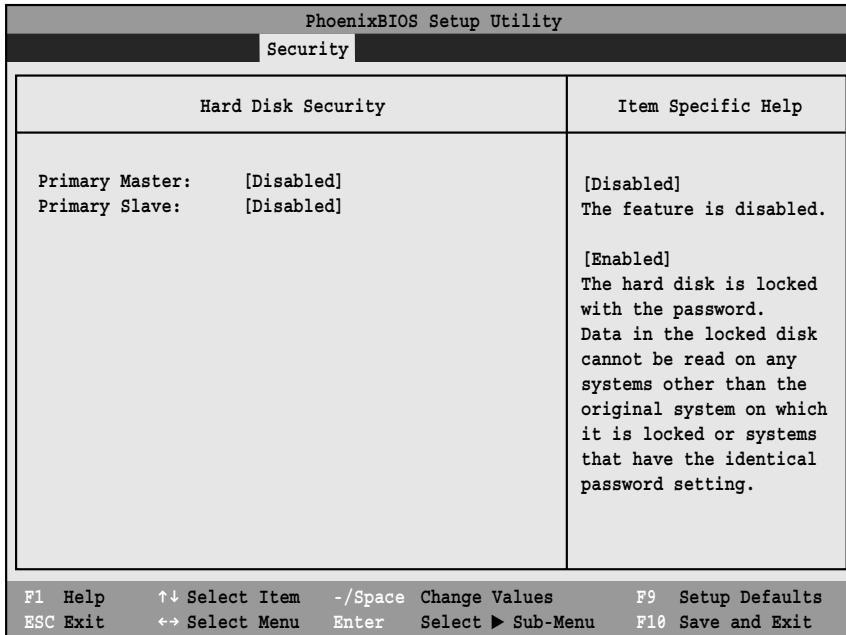 PhoenixBIOS Setup Utility
Security
Hard Disk Security
Item Specific Help
Primary Master: [Disabled]
Primary Slave: [Disabled]
[Disabled]
The feature is disabled.
[Enabled]
The hard disk is locked
with the password.
Data in the locked disk
cannot be read on any
systems other than the
original system on which
it is locked or systems
that have the identical
password setting.
F1 Help ↑↓ Select Item -/Space Change Values F9 Setup Defaults
ESC Exit ←→ Select Menu Enter Select ▶ Sub-Menu F10 Save and Exit